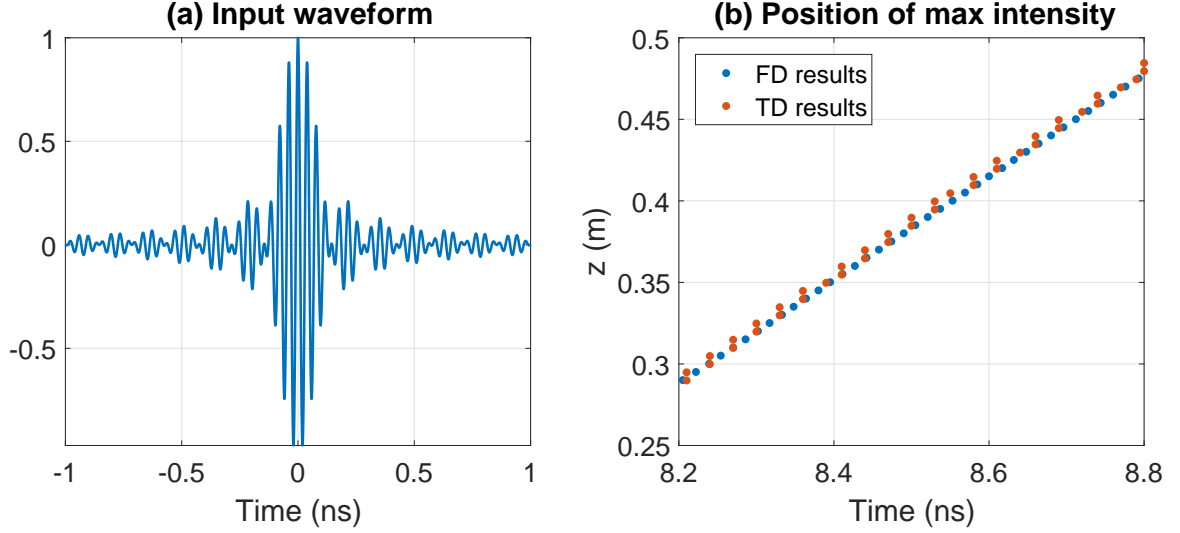 (a) Input waveform
1
0.5
0
-0.5
-1
-0.5
0
0.5
1
Time (ns)
(b) Position of max intensity
FD results
TD results
0.5
0.45
0.4
0.35
0.3
0.25
z (m)
8.2
8.4
8.6
8.8
Time (ns)